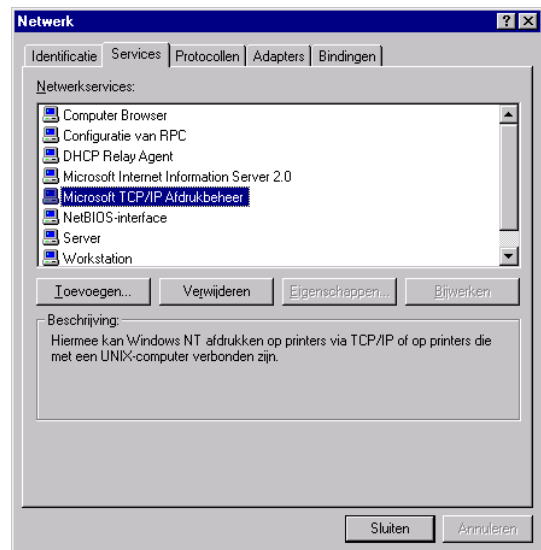 Netwerk
Identificatie Services Protocollen Adapters Bindingen
Netwerkservices:
Computer Browser
Configuratie van RPC
DHCP Relay Agent
Microsoft Internet Information Server 2.0
Microsoft TCP/IP Afdrukbeheer
NetBIOS-interface
Server
Workstation
Toevoegen... Verwijderen Eigenschappen... Bijwerken
Beschrijving:
Hiermee kan Windows NT afdrukken op printers via TCP/IP of op printers die
met een UNIX-computer verbonden zijn.
Sluiten Annuleren